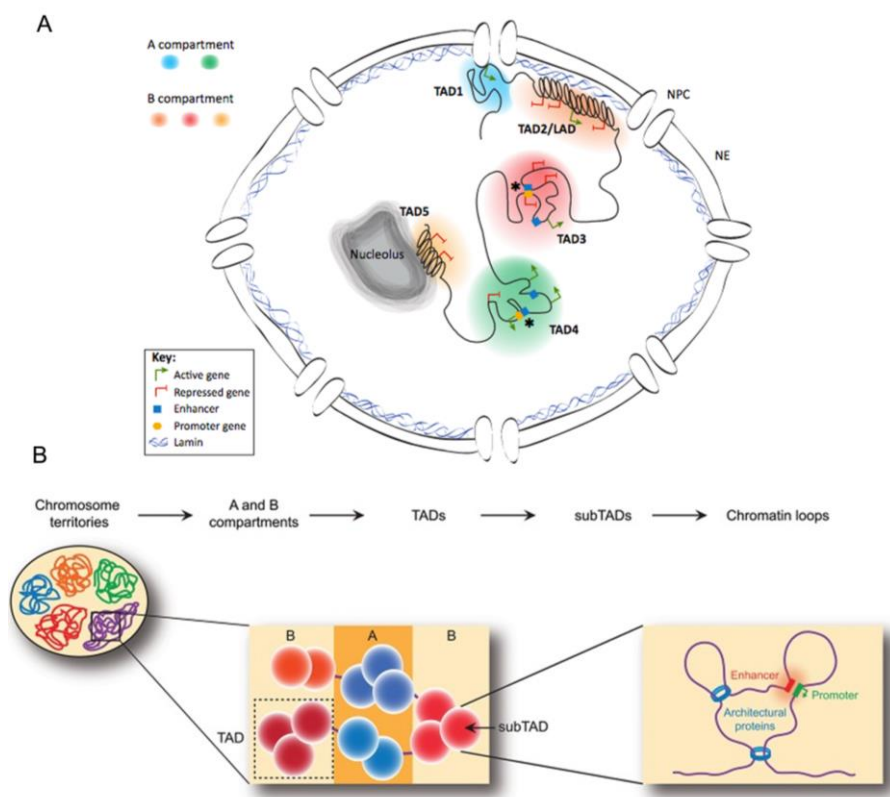 A
A compartment
B compartment
TAD1
TAD2/LAD
NPC
NE
TAD3
TAD5
Nucleolus
TAD4
Key:
Active gene
Repressed gene
Enhancer
Promoter gene
Lamin
B
Chromosome
territories
A and B
compartments
TADs
subTADs
Chromatin loops
B
A
B
TAD
subTAD
Enhancer
Promoter
Architectural
proteins